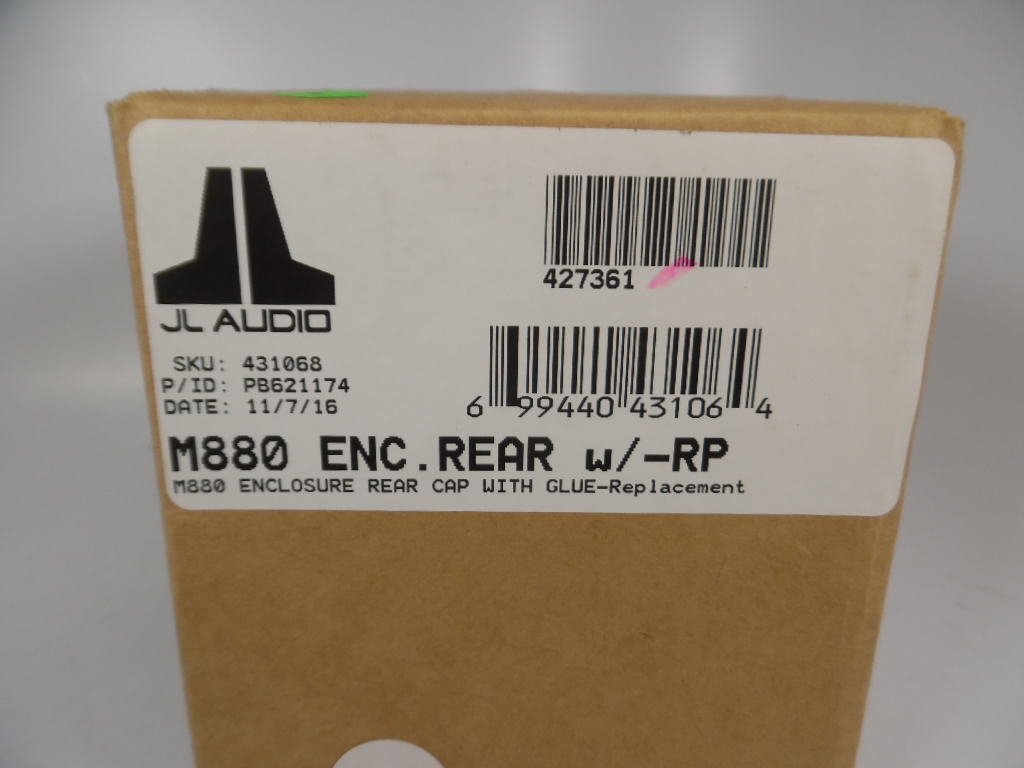 JL AUDIO
427361
SKU: 431068
P/ID: PB621174
DATE: 11/7/16
6 99440 43106 4
M880 ENC.REAR w/-RP
M880 ENCLOSURE REAR CAP WITH GLUE-Replacement